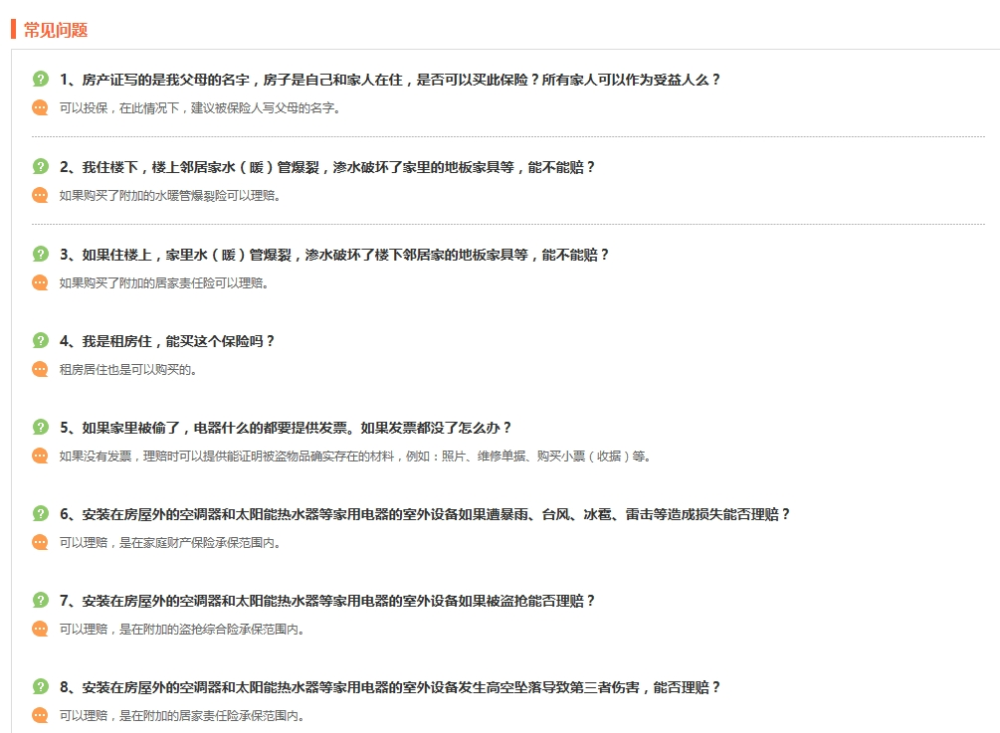 常见问题
1、房产证写的是我父母的名字，房子是自己和家人在住，是否可以买此保险？所有家人可以作为受益人么？
可以投保，在此情况下，建议被保险人写父母的名字。
2、我住楼下，楼上邻居家水（暖）管爆裂，渗水破坏了家里的地板家具等，能不能赔？
如果购买了附加的水暖管爆裂险可以理赔。
3、如果住楼上，家里水（暖）管爆裂，渗水破坏了楼下邻居家的地板家具等，能不能赔？
如果购买了附加的居家责任险可以理赔。
4、我是租房住，能买这个保险吗？
租房居住也是可以购买的。
5、如果家里被偷了，电器什么的都要提供发票。如果发票都没了怎么办？
如果没有发票，理赔时可以提供能证明被盗物品确实存在的材料，例如：照片、维修单据、购买小票（收据）等。
6、安装在房屋外的空调器和太阳能热水器等家用电器的室外设备如果遭暴雨、台风、冰雹、雷击等造成损失能否理赔？
可以理赔，是在家庭财产保险承保范围内。
7、安装在房屋外的空调器和太阳能热水器等家用电器的室外设备如果被盗抢能否理赔？
可以理赔，是在附加的盗抢综合险承保范围内。
8、安装在房屋外的空调器和太阳能热水器等家用电器的室外设备发生高空坠落导致第三者伤害，能否理赔？
可以理赔，是在附加的居家责任险承保范围内。